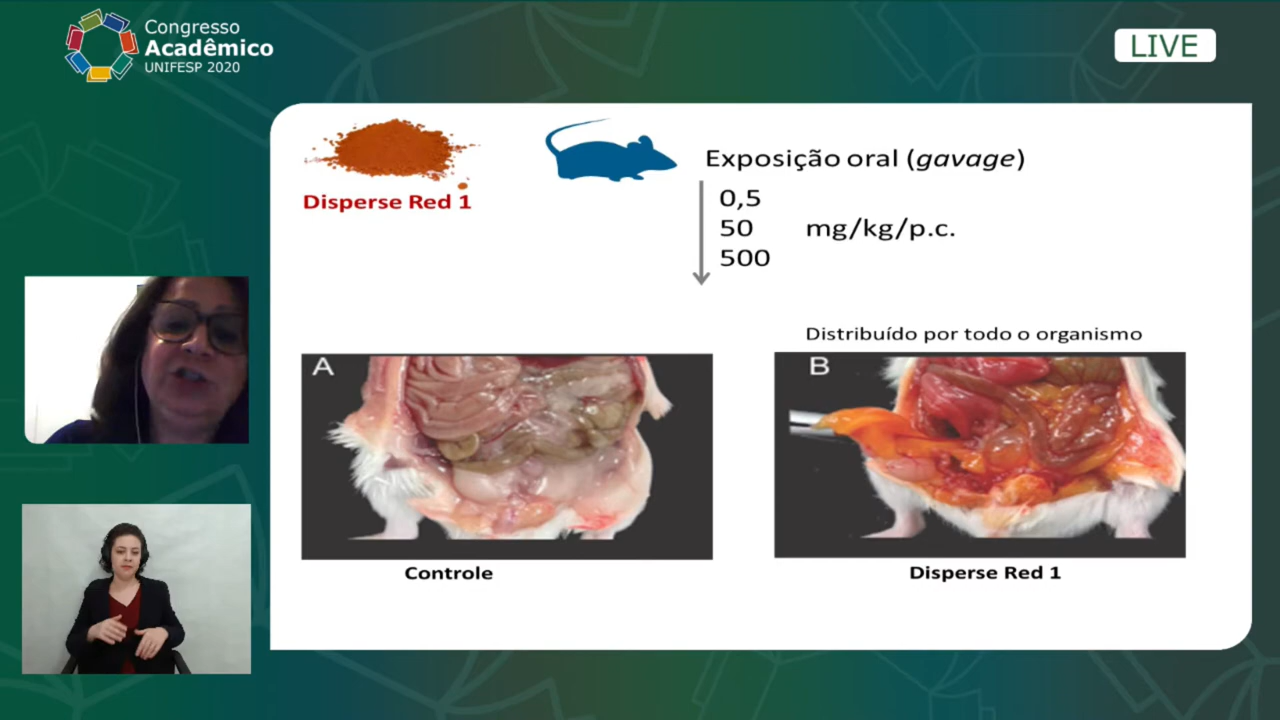 Congresso
Acadêmico
UNIFESP 2020
LIVE
Disperse Red 1
Exposição oral (gavage)
0,5
50 mg/kg/p.c.
500
Distribuído por todo o organismo
A
B
Controle
Disperse Red 1